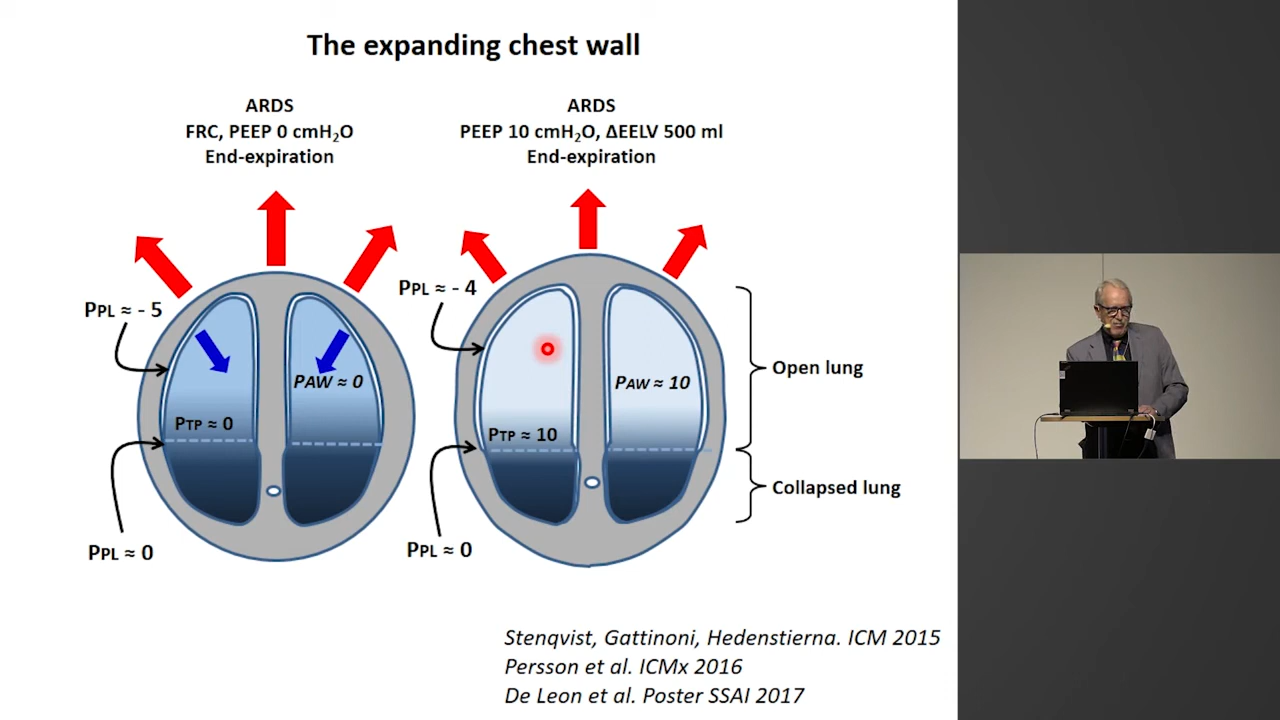 The expanding chest wall
ARDS
FRC, PEEP 0 cmH₂O
End-expiration
ARDS
PEEP 10 cmH₂O, ΔEELV 500 ml
End-expiration
PPL ≈ - 5
PAW ≈ 0
PTP ≈ 0
PPL ≈ 0
PPL ≈ - 4
PAW ≈ 10
PTP ≈ 10
PPL ≈ 0
Open lung
Collapsed lung
Stenqvist, Gattinoni, Hedenstierna. ICM 2015
Persson et al. ICMx 2016
De Leon et al. Poster SSAI 2017